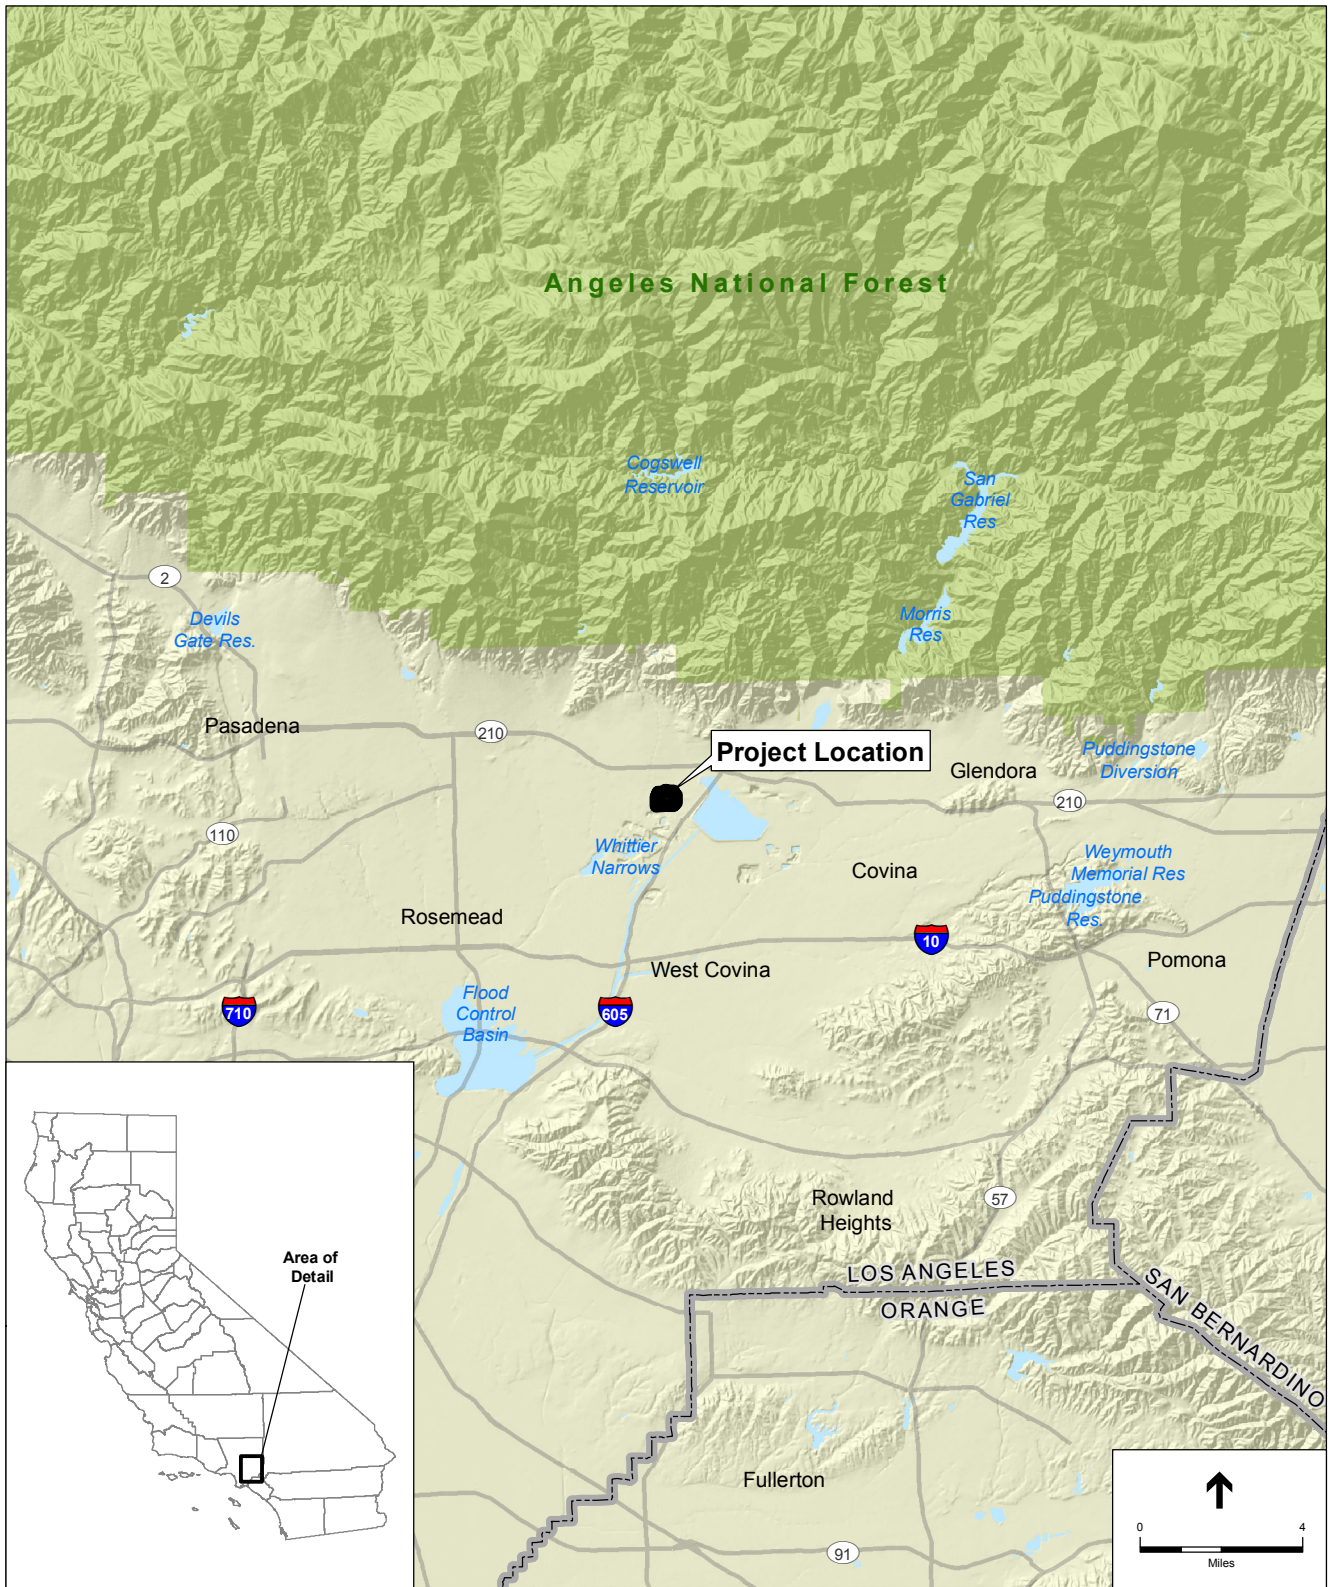 Angeles National Forest
Cogswell
Reservoir
San
Gabriel
Res
2
Devils
Gate Res.
Morris
Res
Pasadena
210
Project Location
Puddingstone
Diversion
Glendora
210
110
Whittier
Narrows
Covina
Weymouth
Memorial Res
Puddingstone
Res.
Rosemead
10
West Covina
Pomona
Flood
Control
Basin
710
605
71
Rowland
Heights
57
Area of
Detail
LOS ANGELES
ORANGE
SAN BERNARDINO
Fullerton
91
0 4
Miles